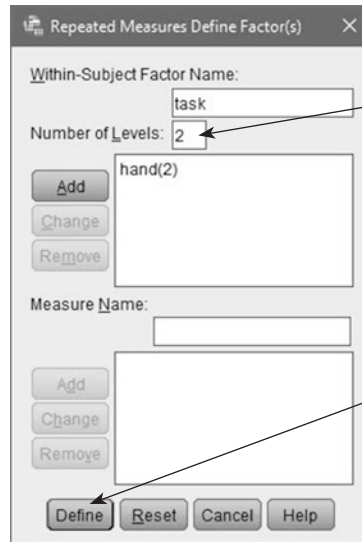 Repeated Measures Define Factor(s)
Within-Subject Factor Name:
task
Number of Levels: 2
hand(2)
Add
Change
Remove
Measure Name:
Add
Change
Remove
Define Reset Cancel Help